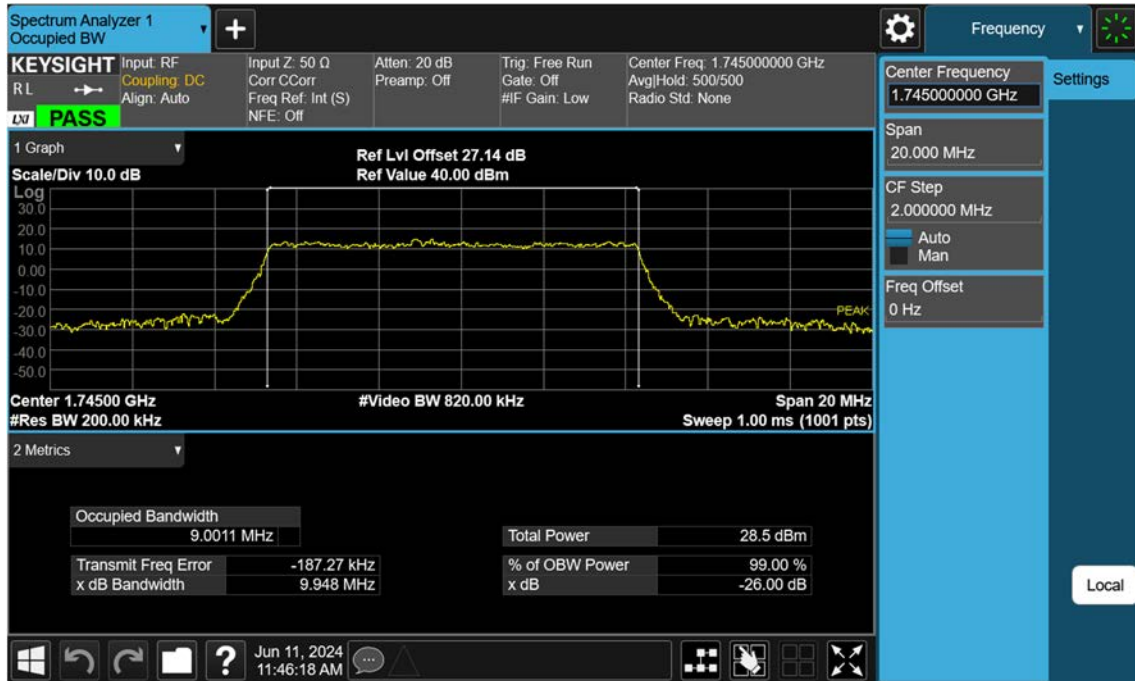 Spectrum Analyzer 1
Occupied BW
Frequency
KEYSIGHT
R L
LXI
PASS
Input: RF
Coupling: DC
Align: Auto
Input Z: 50 Ω
Corr CCorr
Freq Ref: Int (S)
NFE: Off
Atten: 20 dB
Preamp: Off
Trig: Free Run
Gate: Off
#IF Gain: Low
Center Freq: 1.745000000 GHz
Avg|Hold: 500/500
Radio Std: None
1 Graph
Scale/Div 10.0 dB
Ref Lvl Offset 27.14 dB
Ref Value 40.00 dBm
Log
30.0
20.0
10.0
0.00
-10.0
-20.0
-30.0
-40.0
-50.0
PEAK
Center 1.74500 GHz
#Video BW 820.00 kHz
Span 20 MHz
#Res BW 200.00 kHz
Sweep 1.00 ms (1001 pts)
2 Metrics
Occupied Bandwidth
9.0011 MHz
Total Power 28.5 dBm
Transmit Freq Error -187.27 kHz
% of OBW Power 99.00 %
x dB Bandwidth 9.948 MHz
x dB -26.00 dB
?
Jun 11, 2024
11:46:18 AM
Center Frequency
1.745000000 GHz
Settings
Span
20.000 MHz
CF Step
2.000000 MHz
Auto
Man
Freq Offset
0 Hz
Local